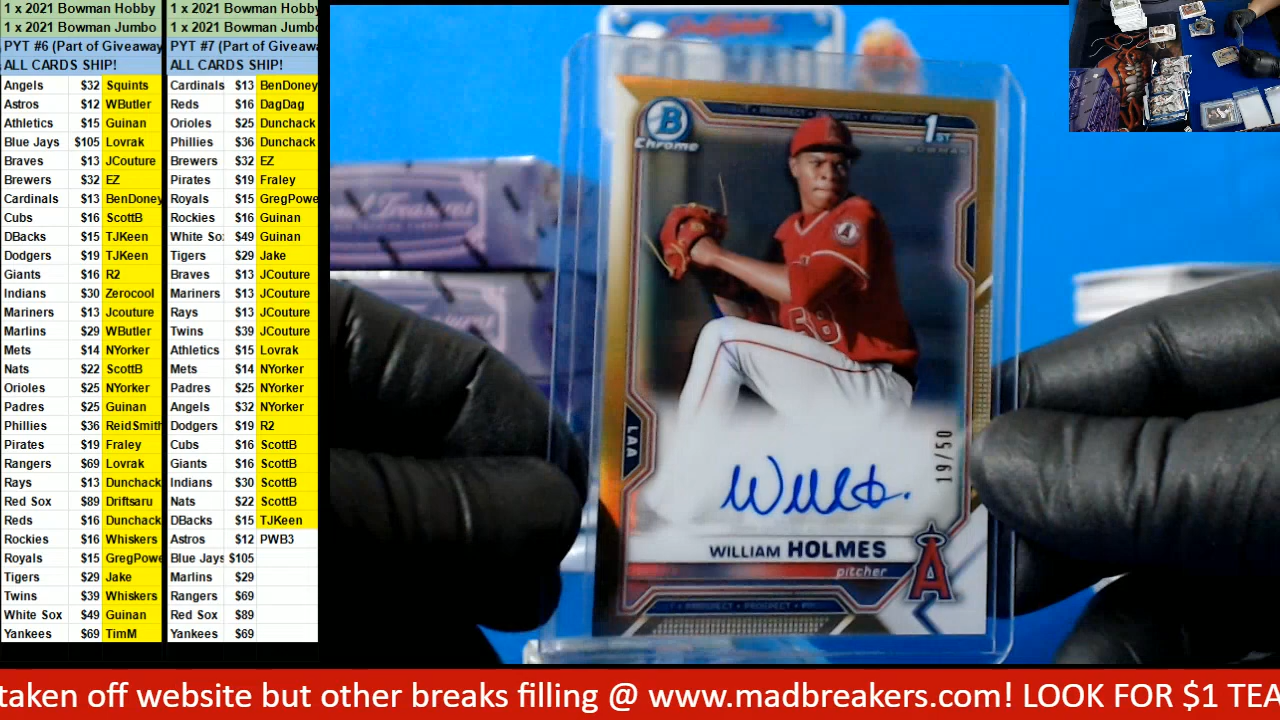 1 x 2021 Bowman Hobby
1 x 2021 Bowman Jumbo
PYT #6 (Part of Giveaway
ALL CARDS SHIP!
Angels $32 Squints
Astros $12 WButler
Athletics $15 Guinan
Blue Jays $105 Lovrak
Braves $13 JCouture
Brewers $32 EZ
Cardinals $13 BenDoney
Cubs $16 ScottB
DBacks $15 TJKeen
Dodgers $19 TJKeen
Giants $16 R2
Indians $30 Zerocool
Mariners $13 Jcouture
Marlins $29 WButler
Mets $14 NYorker
Nats $22 ScottB
Orioles $25 NYorker
Padres $25 Guinan
Phillies $36 ReidSmith
Pirates $19 Fraley
Rangers $69 Lovrak
Rays $13 Dunchack
Red Sox $89 Driftsaru
Reds $16 Dunchack
Rockies $16 Whiskers
Royals $15 GregPowe
Tigers $29 Jake
Twins $39 Whiskers
White Sox $49 Guinan
Yankees $69 TimM
1 x 2021 Bowman Hobb
1 x 2021 Bowman Jumbo
PYT #7 (Part of Giveawa
ALL CARDS SHIP!
Cardinals $13 BenDoney
Reds $16 DagDag
Orioles $25 Dunchack
Phillies $36 Dunchack
Brewers $32 EZ
Pirates $19 Fraley
Royals $15 GregPowe
Rockies $16 Guinan
White So $49 Guinan
Tigers $29 Jake
Braves $13 JCouture
Mariners $13 JCouture
Rays $13 JCouture
Twins $39 JCouture
Athletics $15 Lovrak
Mets $14 NYorker
Padres $25 NYorker
Angels $32 NYorker
Dodgers $19 R2
Cubs $16 ScottB
Giants $16 ScottB
Indians $30 ScottB
Nats $22 ScottB
DBacks $15 TJKeen
Astros $12 PWB3
Blue Jays $105
Marlins $29
Rangers $69
Red Sox $89
Yankees $69
B
Chrome
PROSPECT • PROSPECT • PROSPECT
1ST
BOWMAN
58
LAA
19/50
WILLIAM HOLMES
pitcher
A
PROSPECT • PROSPECT
taken off website but other breaks filling @ www.madbreakers.com! LOOK FOR $1 TEA